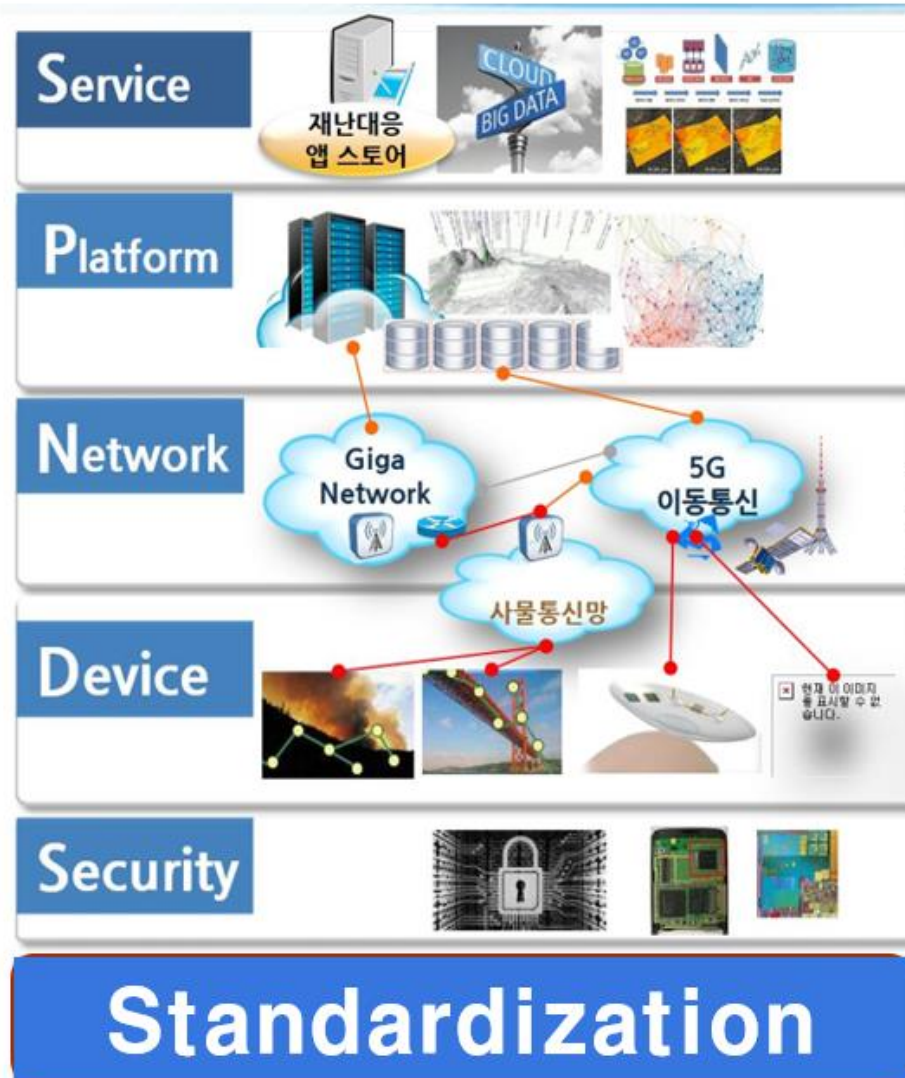 Service
재난대응
앱 스토어
CLOUD
BIG DATA
Platform
Network
Giga
Network
5G
이동통신
사물통신망
Device
현재 이 이미지
를 표시할 수 없
습니다.
Security
Standardization